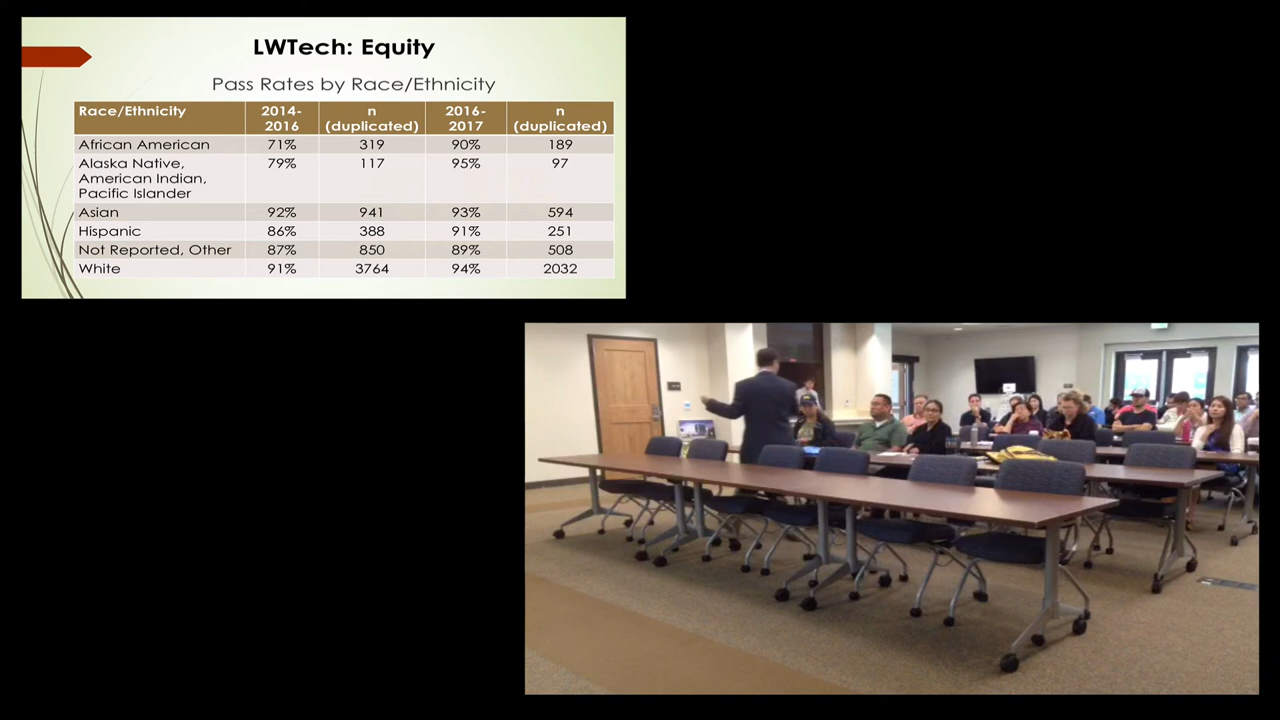 LWTech: Equity
Pass Rates by Race/Ethnicity
Race/Ethnicity 2014-2016 n (duplicated) 2016-2017 n (duplicated)
African American 71% 319 90% 189
Alaska Native, American Indian, Pacific Islander 79% 117 95% 97
Asian 92% 941 93% 594
Hispanic 86% 388 91% 251
Not Reported, Other 87% 850 89% 508
White 91% 3764 94% 2032